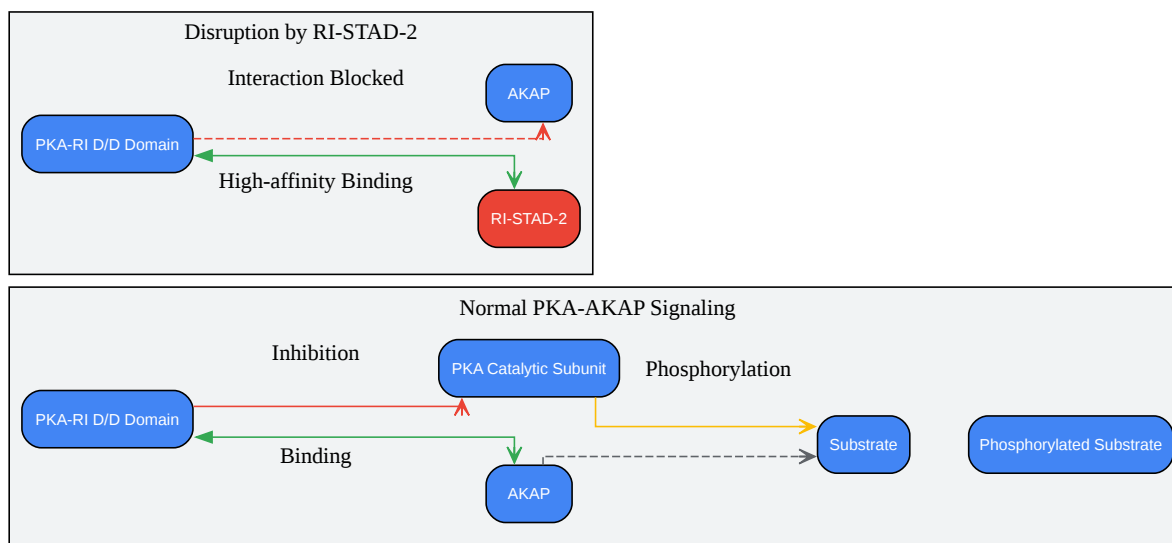 Disruption by RI-STAD-2
Interaction Blocked
AKAP
PKA-RI D/D Domain
High-affinity Binding
RI-STAD-2
Normal PKA-AKAP Signaling
Inhibition
PKA Catalytic Subunit
Phosphorylation
PKA-RI D/D Domain
Substrate
Phosphorylated Substrate
Binding
AKAP